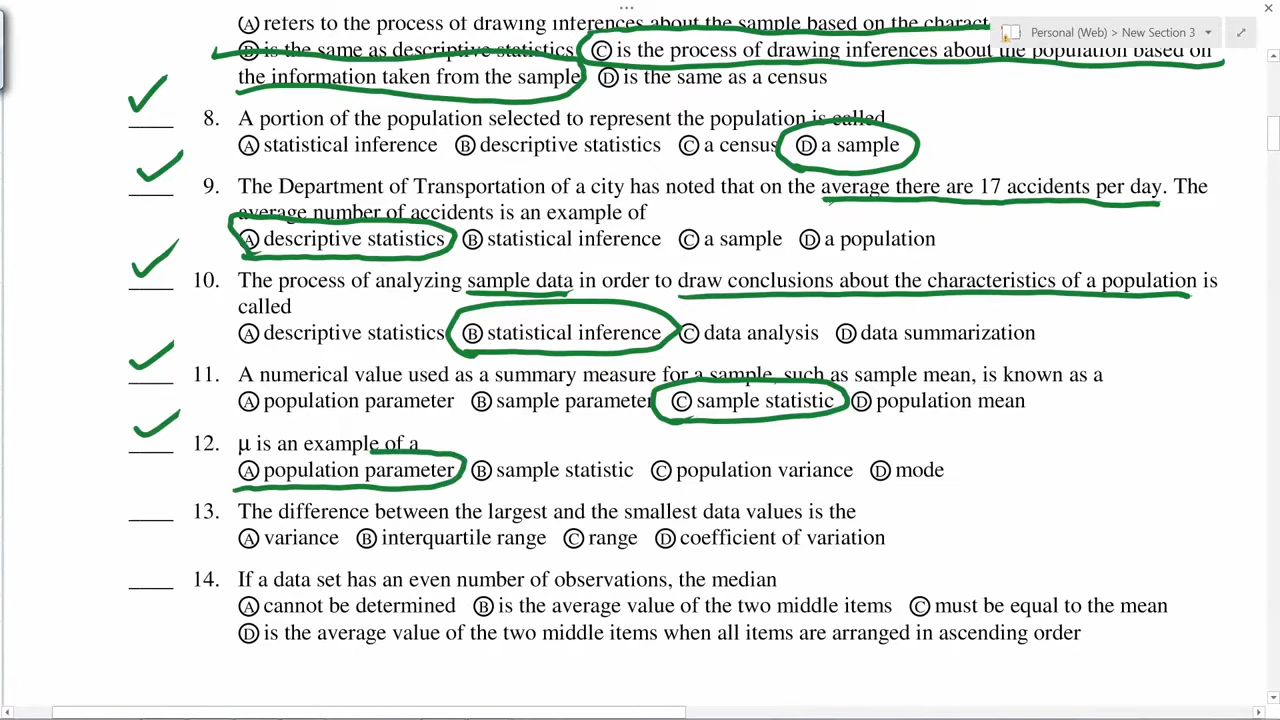 Ⓐ refers to the process of drawing inferences about the sample based on the charact
Personal (Web) > New Section 3
Ⓑ is the same as descriptive statistics Ⓒ is the process of drawing inferences about the population based on
the information taken from the sample Ⓓ is the same as a census
____ 8. A portion of the population selected to represent the population is called
Ⓐ statistical inference Ⓑ descriptive statistics Ⓒ a census Ⓓ a sample
____ 9. The Department of Transportation of a city has noted that on the average there are 17 accidents per day. The
average number of accidents is an example of
Ⓐ descriptive statistics Ⓑ statistical inference Ⓒ a sample Ⓓ a population
____ 10. The process of analyzing sample data in order to draw conclusions about the characteristics of a population is
called
Ⓐ descriptive statistics Ⓑ statistical inference Ⓒ data analysis Ⓓ data summarization
____ 11. A numerical value used as a summary measure for a sample, such as sample mean, is known as a
Ⓐ population parameter Ⓑ sample parameter Ⓒ sample statistic Ⓓ population mean
____ 12. μ is an example of a
Ⓐ population parameter Ⓑ sample statistic Ⓒ population variance Ⓓ mode
____ 13. The difference between the largest and the smallest data values is the
Ⓐ variance Ⓑ interquartile range Ⓒ range Ⓓ coefficient of variation
____ 14. If a data set has an even number of observations, the median
Ⓐ cannot be determined Ⓑ is the average value of the two middle items Ⓒ must be equal to the mean
Ⓓ is the average value of the two middle items when all items are arranged in ascending order